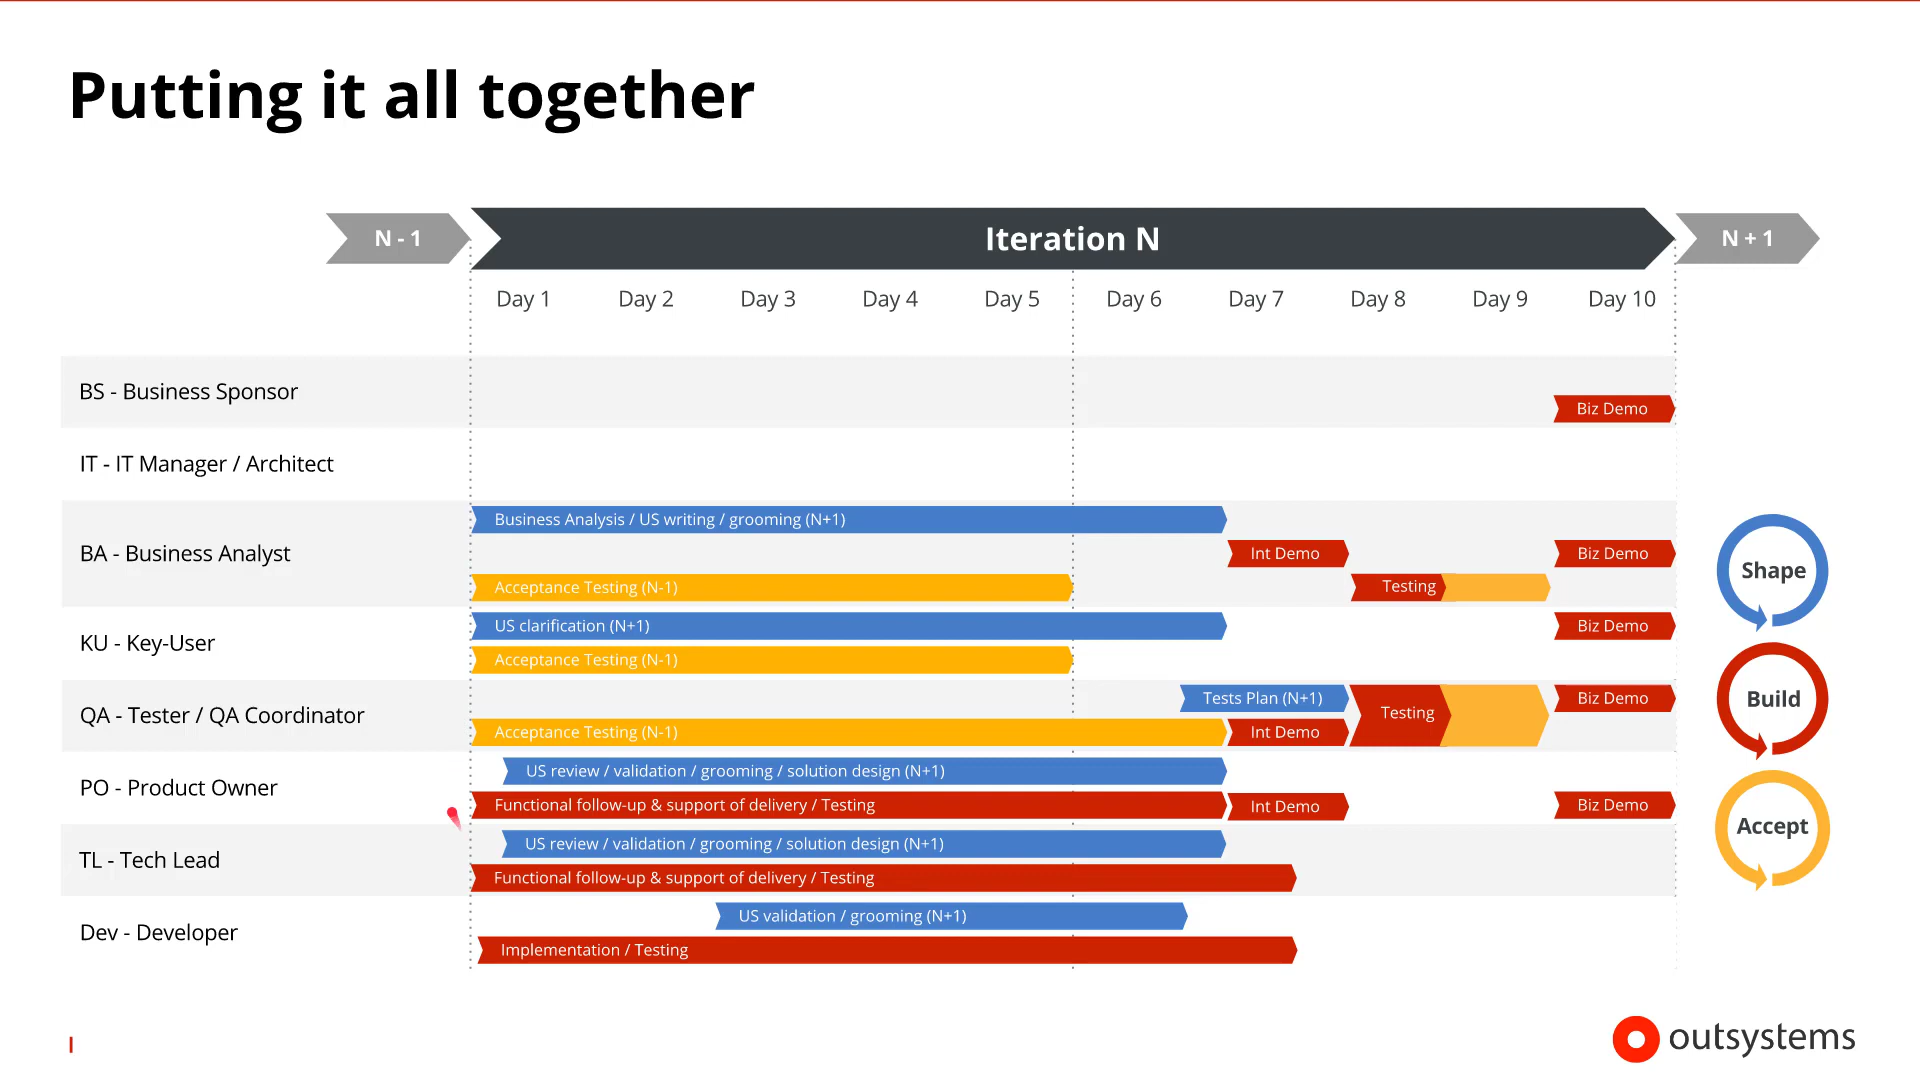 Putting it all together
N - 1
Iteration N
N + 1
Day 1 Day 2 Day 3 Day 4 Day 5 Day 6 Day 7 Day 8 Day 9 Day 10
BS - Business Sponsor
Biz Demo
IT - IT Manager / Architect
Business Analysis / US writing / grooming (N+1)
BA - Business Analyst
Int Demo
Biz Demo
Acceptance Testing (N-1)
Testing
US clarification (N+1)
Biz Demo
KU - Key-User
Acceptance Testing (N-1)
Tests Plan (N+1)
Biz Demo
QA - Tester / QA Coordinator
Testing
Acceptance Testing (N-1)
Int Demo
US review / validation / grooming / solution design (N+1)
PO - Product Owner
Functional follow-up & support of delivery / Testing
Int Demo
Biz Demo
US review / validation / grooming / solution design (N+1)
TL - Tech Lead
Functional follow-up & support of delivery / Testing
US validation / grooming (N+1)
Dev - Developer
Implementation / Testing
Shape
Build
Accept
outsystems